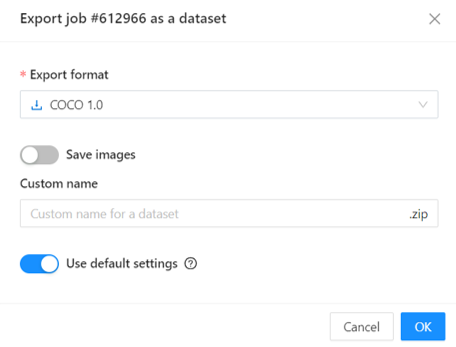 Export job #612966 as a dataset
* Export format
COCO 1.0
Save images
Custom name
Custom name for a dataset .zip
Use default settings
Cancel OK